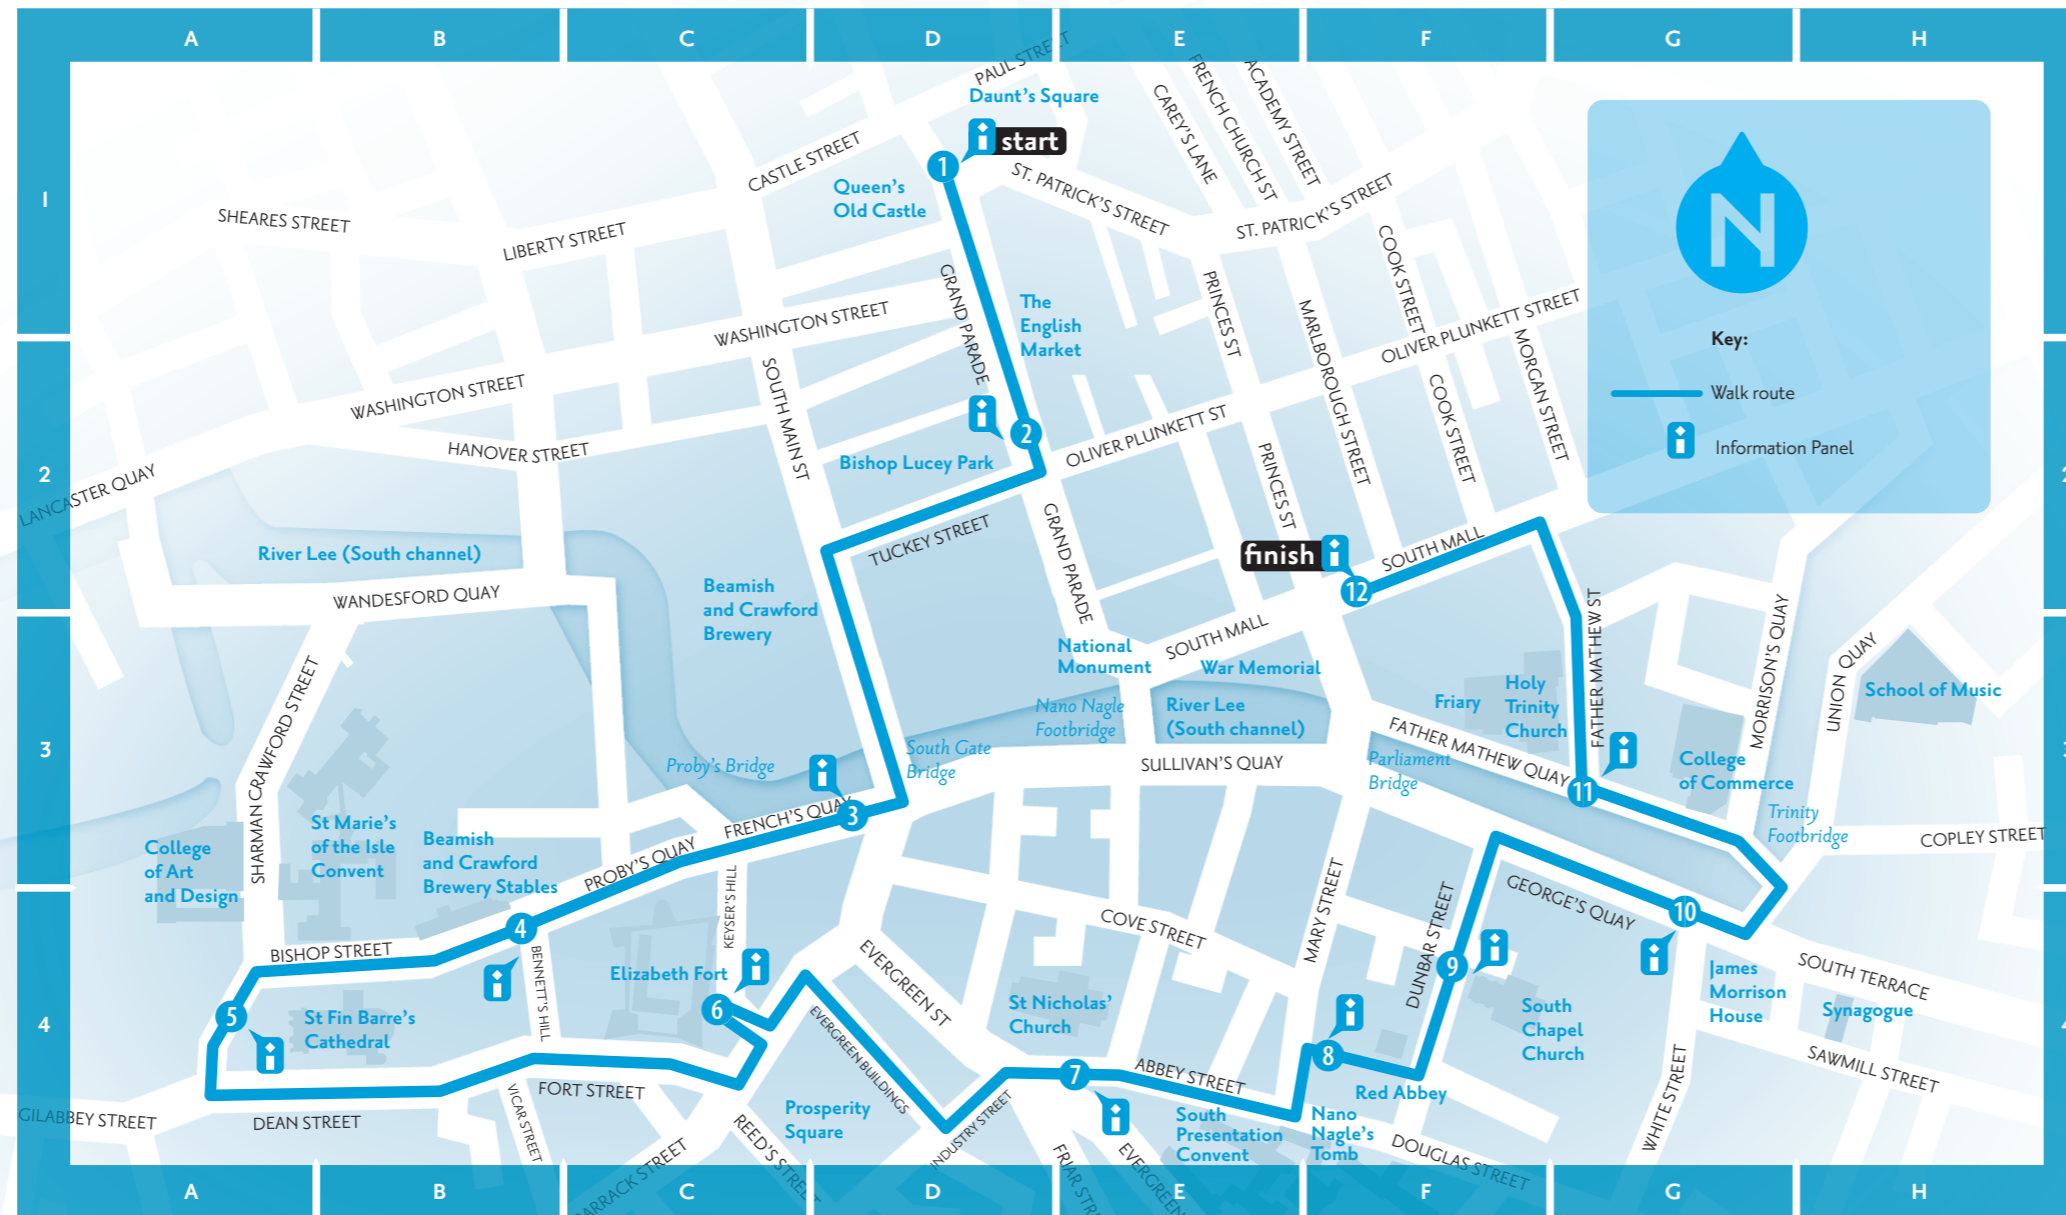 A B C D E F G H
PAUL STREET
Daunt's Square
start
1
CASTLE STREET
Queen's
Old Castle
ST. PATRICK'S STREET
CAREY'S LANE
FRENCH CHURCH ST
ACADEMY STREET
ST. PATRICK'S STREET
1
SHEARES STREET
LIBERTY STREET
GRAND PARADE
The
English
Market
WASHINGTON STREET
PRINCES ST
MARLBOROUGH STREET
COOK STREET
OLIVER PLUNKETT STREET
MORGAN STREET
N
Key:
Walk route
Information Panel
WASHINGTON STREET
SOUTH MAIN ST
COOK STREET
HANOVER STREET
2
Bishop Lucey Park
OLIVER PLUNKETT ST
PRINCES ST
2
LANCASTER QUAY
2
River Lee (South channel)
TUCKEY STREET
GRAND PARADE
finish
12
SOUTH MALL
WANDESFORD QUAY
Beamish
and Crawford
Brewery
National
Monument
SOUTH MALL
War Memorial
FATHER MATHEW ST
MORRISON'S QUAY
UNION QUAY
School of Music
SHARMAN CRAWFORD STREET
Nano Nagle
Footbridge
River Lee
(South channel)
Friary
Holy
Trinity
Church
3
Proby's Bridge
South Gate
Bridge
SULLIVAN'S QUAY
Parliament
Bridge
FATHER MATHEW QUAY
11
College
of Commerce
Trinity
Footbridge
COPLEY STREET
FRENCH'S QUAY
3
PROBY'S QUAY
College
of Art
and Design
St Marie's
of the Isle
Convent
Beamish
and Crawford
Brewery Stables
KEYSER'S HILL
COVE STREET
MARY STREET
DUNBAR STREET
GEORGE'S QUAY
10
4
BISHOP STREET
BENNETT'S HILL
Elizabeth Fort
6
EVERGREEN ST
St Nicholas'
Church
9
South
Chapel
Church
James
Morrison
House
SOUTH TERRACE
Synagogue
4
5
St Fin Barre's
Cathedral
EVERGREEN BUILDINGS
7
ABBEY STREET
8
Red Abbey
WHITE STREET
SAWMILL STREET
GILABBEY STREET
DEAN STREET
VICAR STREET
FORT STREET
REED'S STREET
Prosperity
Square
INDUSTRY STREET
South
Presentation
Convent
Nano
Nagle's
Tomb
DOUGLAS STREET
ARRACK STREET
FRIAR STR
EVERGREEN
A B C D E F G H